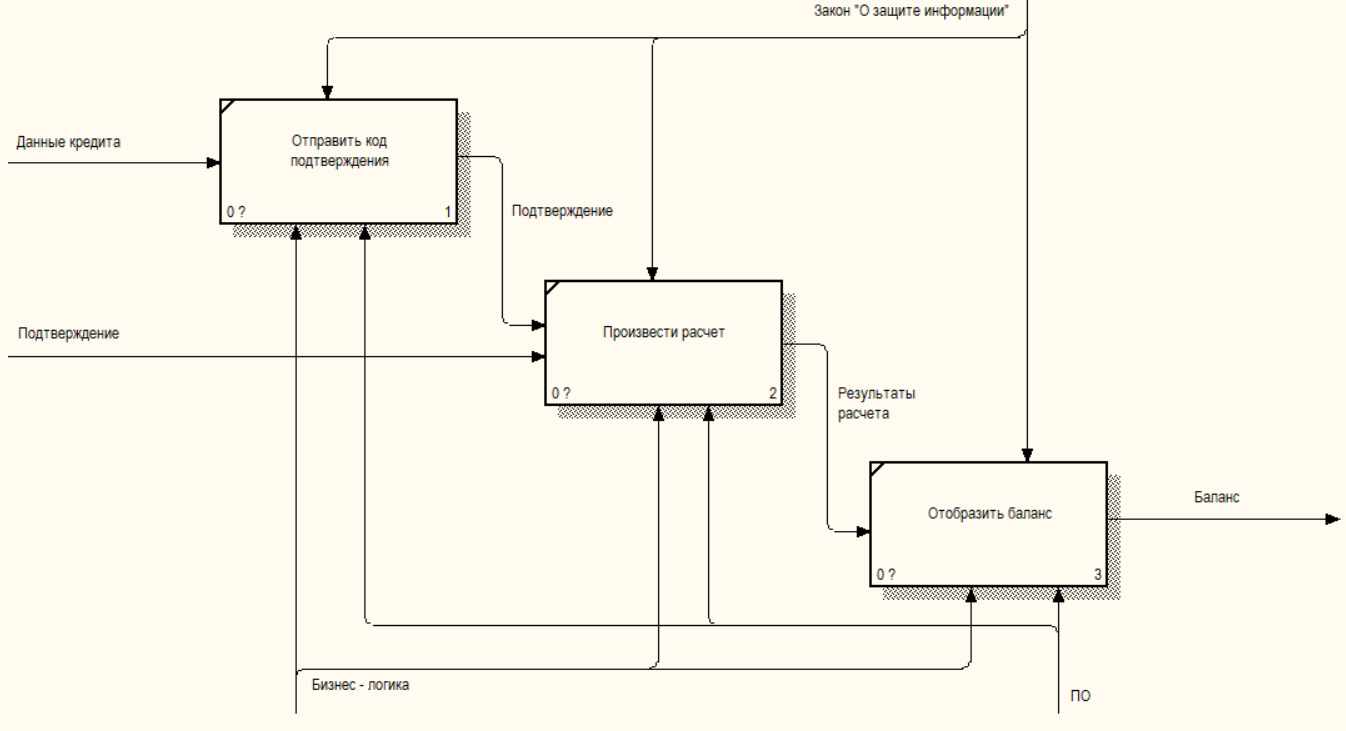 Закон "О защите информации"
Данные кредита
Отправить код
подтверждения
0 ?
1
Подтверждение
Подтверждение
Произвести расчет
0 ?
2
Результаты
расчета
Отобразить баланс
0 ?
3
Баланс
Бизнес - логика
ПО